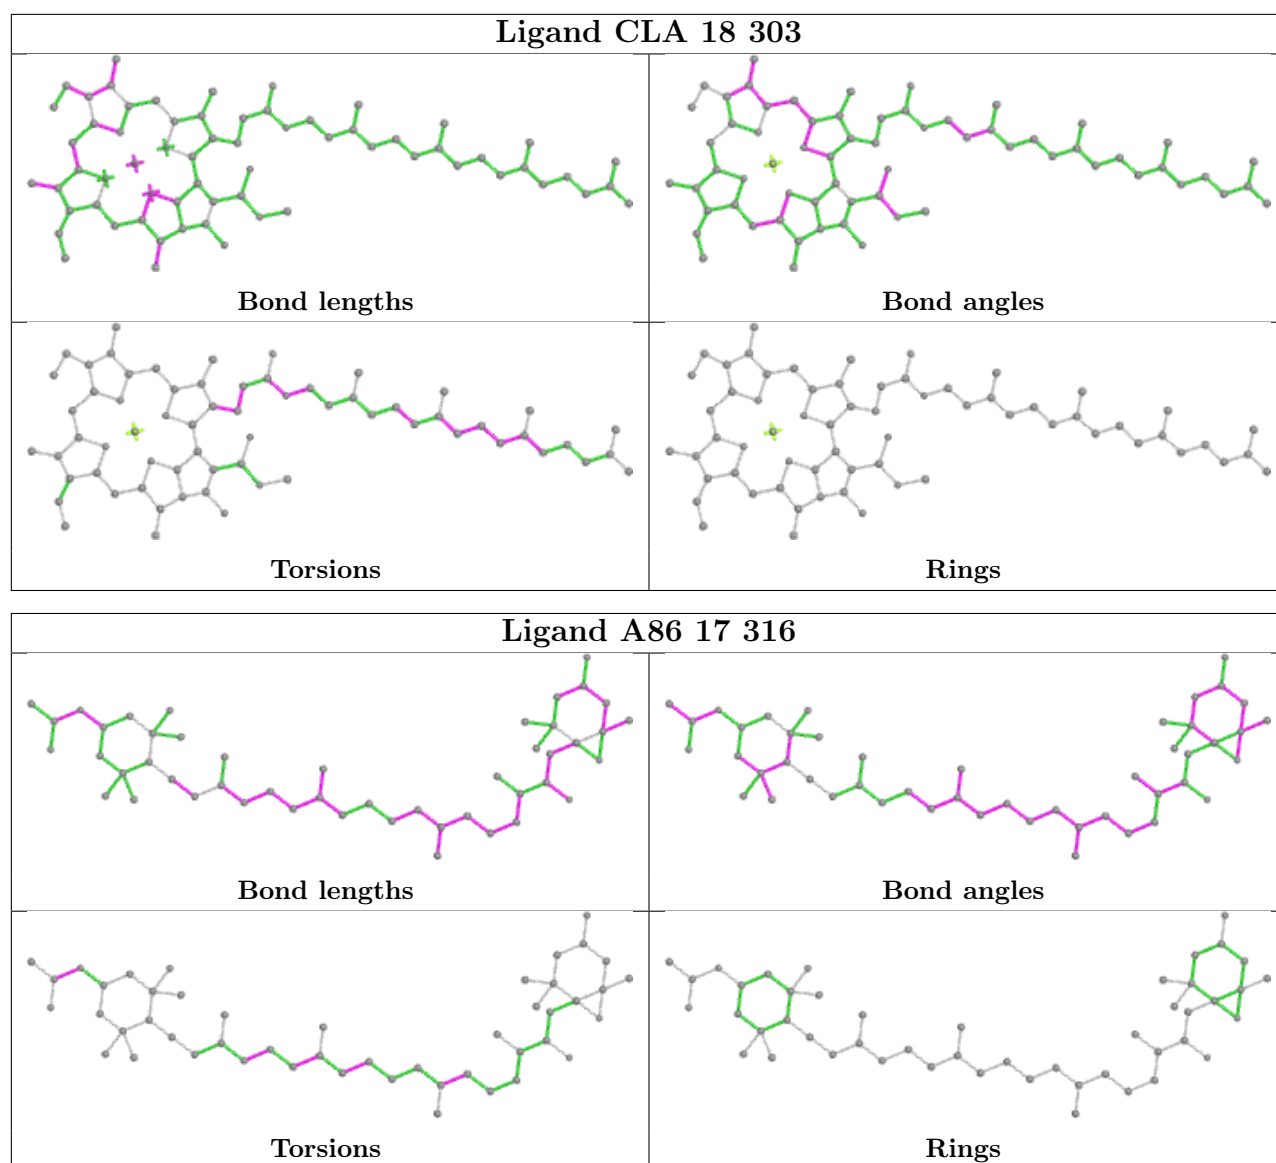 Ligand CLA 18 303
Bond lengths
Bond angles
Torsions
Rings
Ligand A86 17 316
Bond lengths
Bond angles
Torsions
Rings